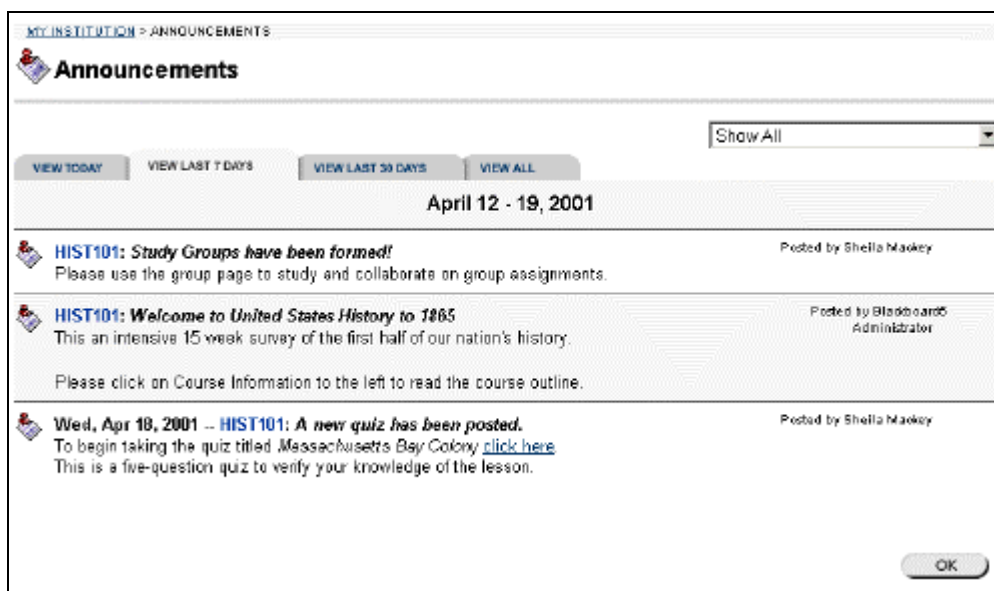 MY INSTITUTION > ANNOUNCEMENTS
Announcements
Show All
VIEW TODAY VIEW LAST 7 DAYS VIEW LAST 30 DAYS VIEW ALL
April 12 - 19, 2001
HIST101: Study Groups have been formed! Posted by Sheila Mackey
Please use the group page to study and collaborate on group assignments.
HIST101: Welcome to United States History to 1865 Posted by Blackboard5
This an intensive 15 week survey of the first half of our nation's history. Administrator
Please click on Course Information to the left to read the course outline.
Wed, Apr 18, 2001 -- HIST101: A new quiz has been posted. Posted by Sheila Mackey
To begin taking the quiz titled Massachusetts Bay Colony click here
This is a five-question quiz to verify your knowledge of the lesson.
OK